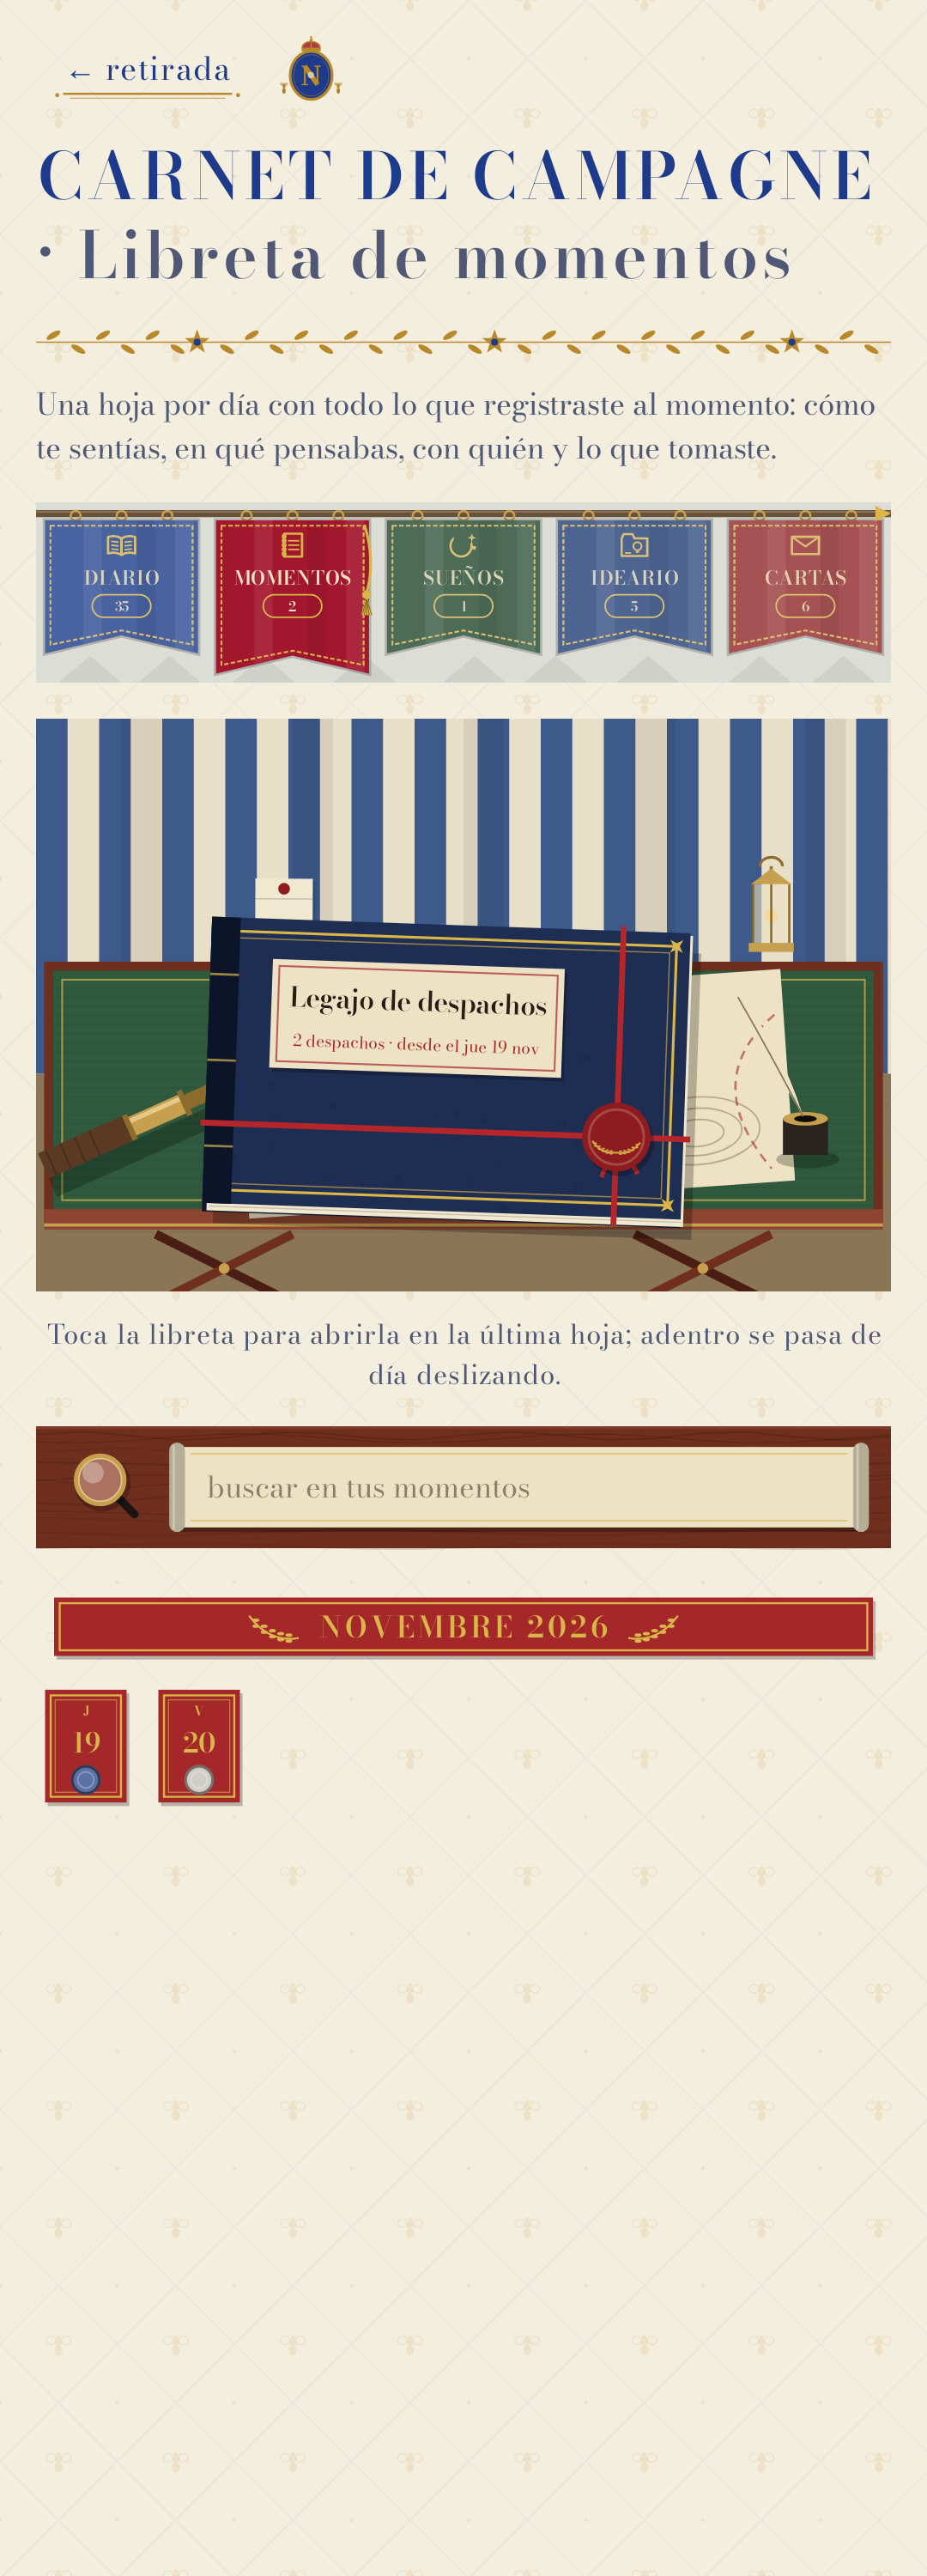 ← retirada
N
CARNET DE CAMPAGNE
· Libreta de momentos
Una hoja por día con todo lo que registraste al momento: cómo
te sentías, en qué pensabas, con quién y lo que tomaste.
DIARIO
35
MOMENTOS
2
SUEÑOS
1
IDEARIO
5
CARTAS
6
Legajo de despachos
2 despachos · desde el jue 19 nov
Toca la libreta para abrirla en la última hoja; adentro se pasa de
día deslizando.
buscar en tus momentos
NOVEMBRE 2026
J
19
V
20